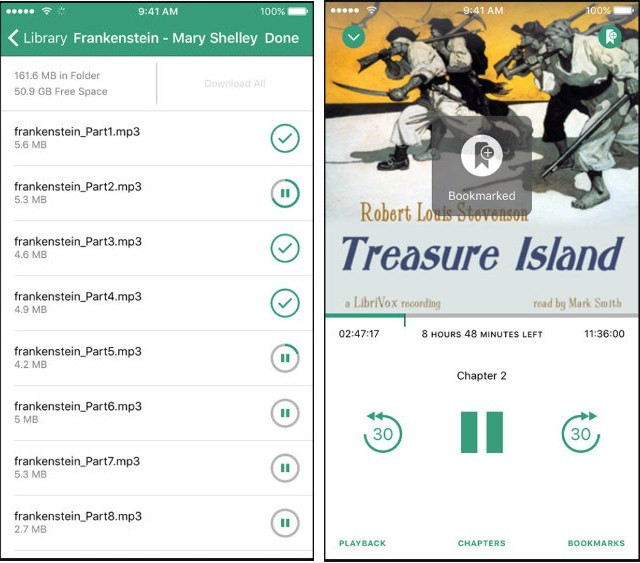 9:41 AM
100%
Library
Frankenstein - Mary Shelley
Done
161.6 MB in Folder
50.9 GB Free Space
Download All
frankenstein_Part1.mp3
5.6 MB
frankenstein_Part2.mp3
5.3 MB
frankenstein_Part3.mp3
4.6 MB
frankenstein_Part4.mp3
4.9 MB
frankenstein_Part5.mp3
4.2 MB
frankenstein_Part6.mp3
5 MB
frankenstein_Part7.mp3
5.3 MB
frankenstein_Part8.mp3
2.7 MB
9:41 AM
100%
Bookmarked
Robert Louis Stevenson
Treasure Island
a LibriVox recording
read by Mark Smith
02:47:17
8 HOURS 48 MINUTES LEFT
11:36:00
Chapter 2
30
30
PLAYBACK
CHAPTERS
BOOKMARKS